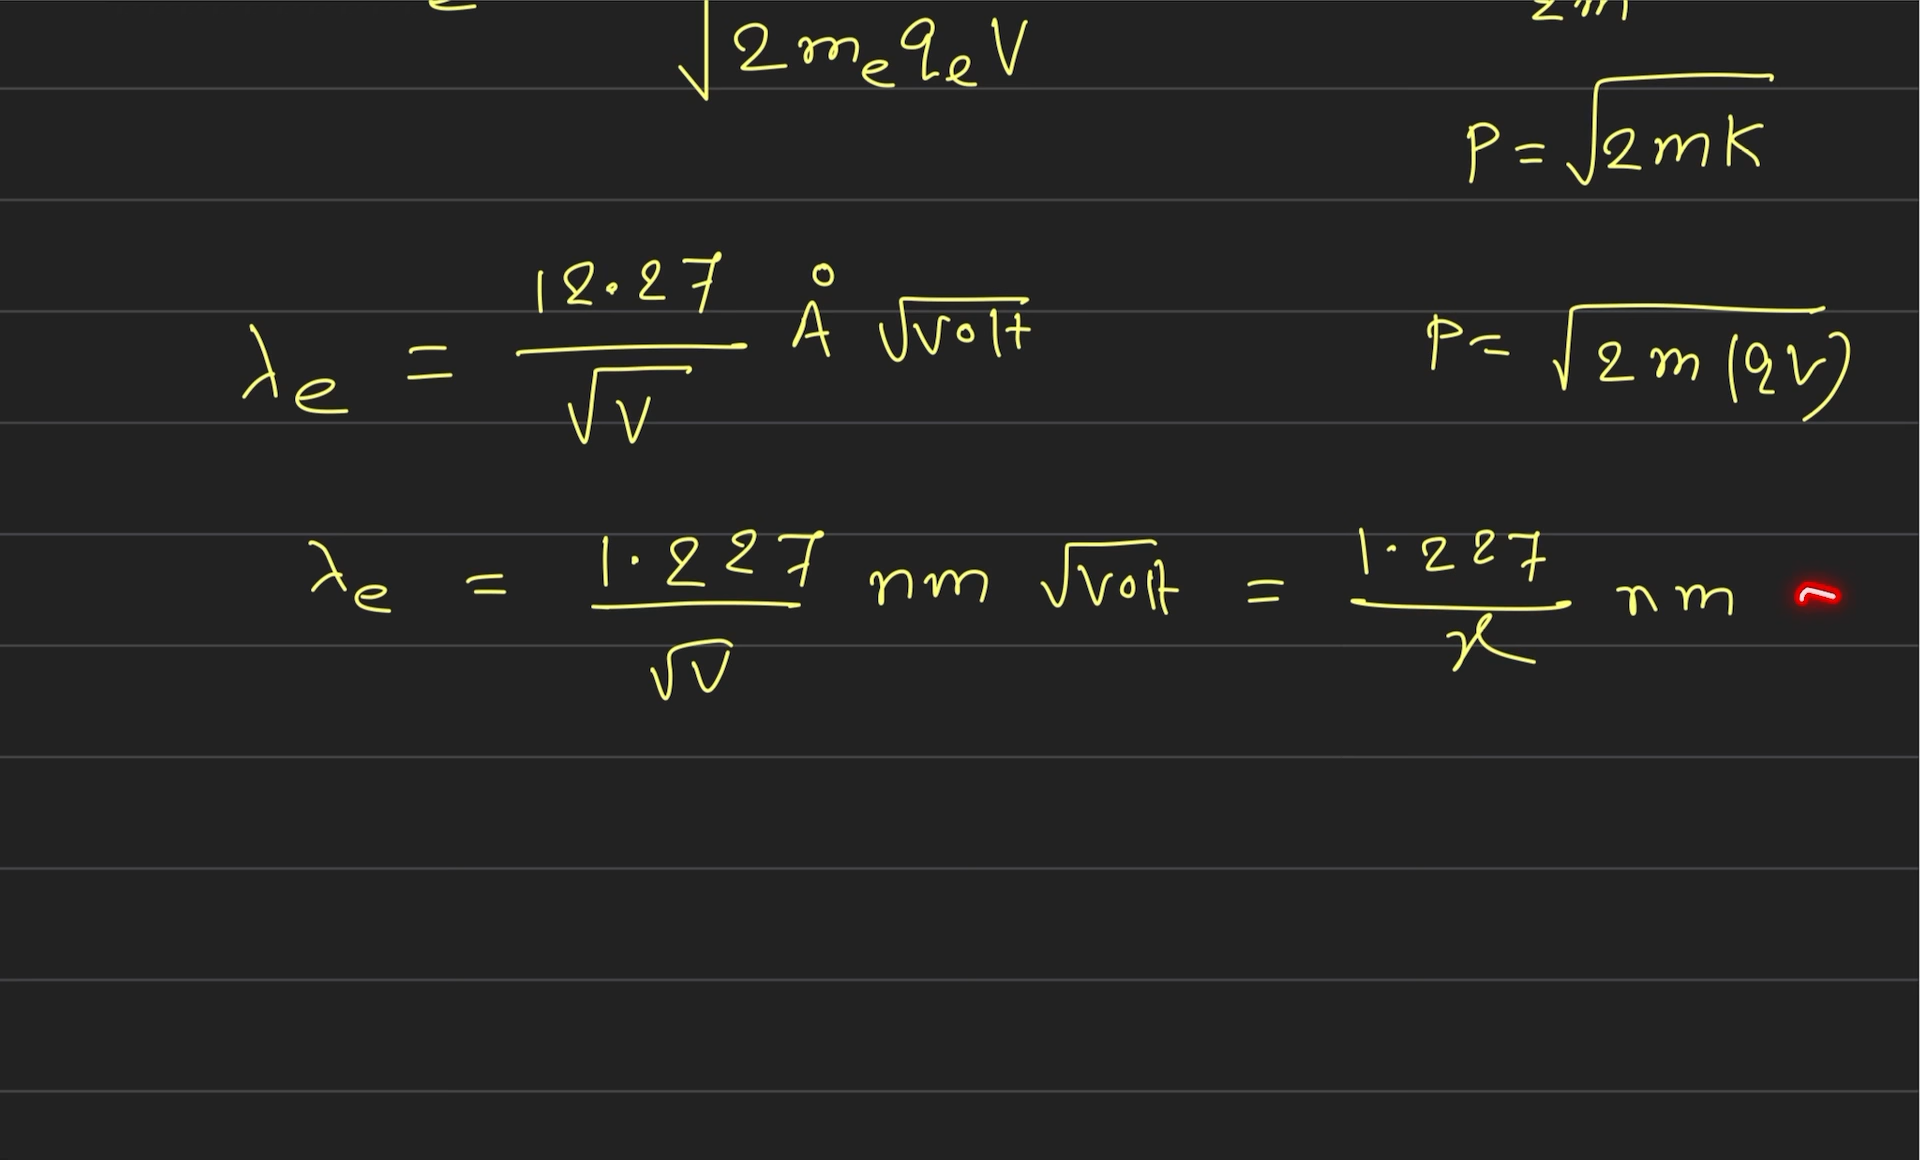 √2mₑqₑV
P = √2mK
λₑ = 12.27/√V Å √volt
P = √2m(qV)
λₑ = 1.227/√V nm √volt = 1.227/x nm